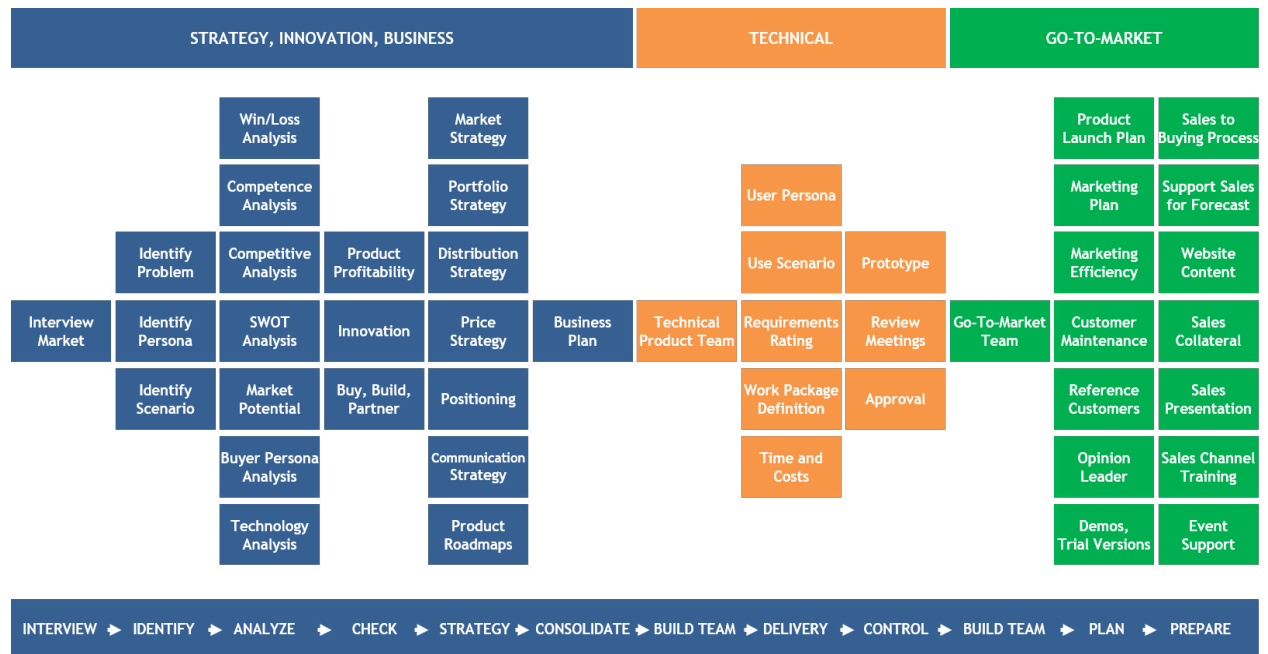 STRATEGY, INNOVATION, BUSINESS
TECHNICAL
GO-TO-MARKET
Interview
Market
Identify
Problem
Identify
Persona
Identify
Scenario
Win/Loss
Analysis
Competence
Analysis
Competitive
Analysis
SWOT
Analysis
Market
Potential
Buyer Persona
Analysis
Technology
Analysis
Product
Profitability
Innovation
Buy, Build,
Partner
Market
Strategy
Portfolio
Strategy
Distribution
Strategy
Price
Strategy
Positioning
Communication
Strategy
Product
Roadmaps
Business
Plan
Technical
Product Team
User Persona
Use Scenario
Requirements
Rating
Work Package
Definition
Time and
Costs
Prototype
Review
Meetings
Approval
Go-To-Market
Team
Product
Launch Plan
Marketing
Plan
Marketing
Efficiency
Customer
Maintenance
Reference
Customers
Opinion
Leader
Demos,
Trial Versions
Sales to
Buying Process
Support Sales
for Forecast
Website
Content
Sales
Collateral
Sales
Presentation
Sales Channel
Training
Event
Support
INTERVIEW IDENTIFY ANALYZE CHECK STRATEGY CONSOLIDATE BUILD TEAM DELIVERY CONTROL BUILD TEAM PLAN PREPARE